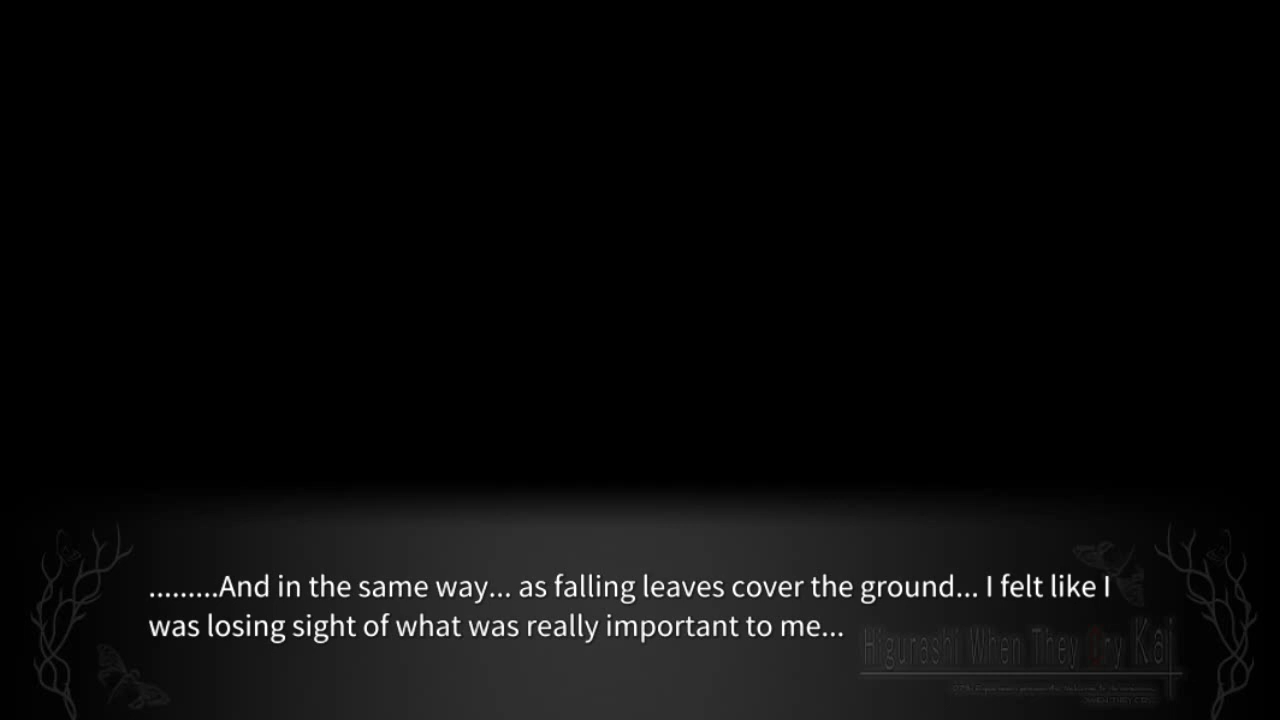 .........And in the same way... as falling leaves cover the ground... I felt like I
was losing sight of what was really important to me...
Higurashi When They Cry Kai